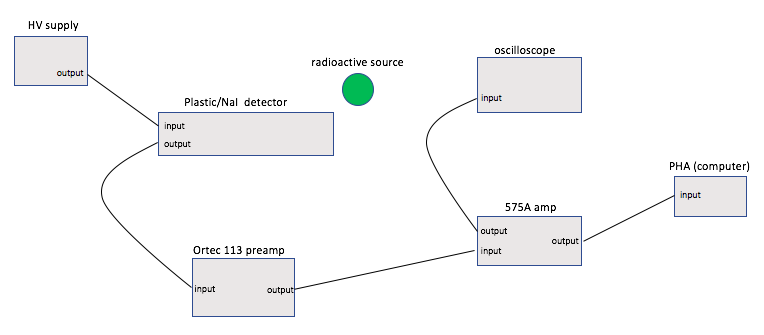 HV supply
output
radioactive source
oscilloscope
input
Plastic/NaI detector
input
output
PHA (computer)
input
575A amp
output
input
output
Ortec 113 preamp
input
output